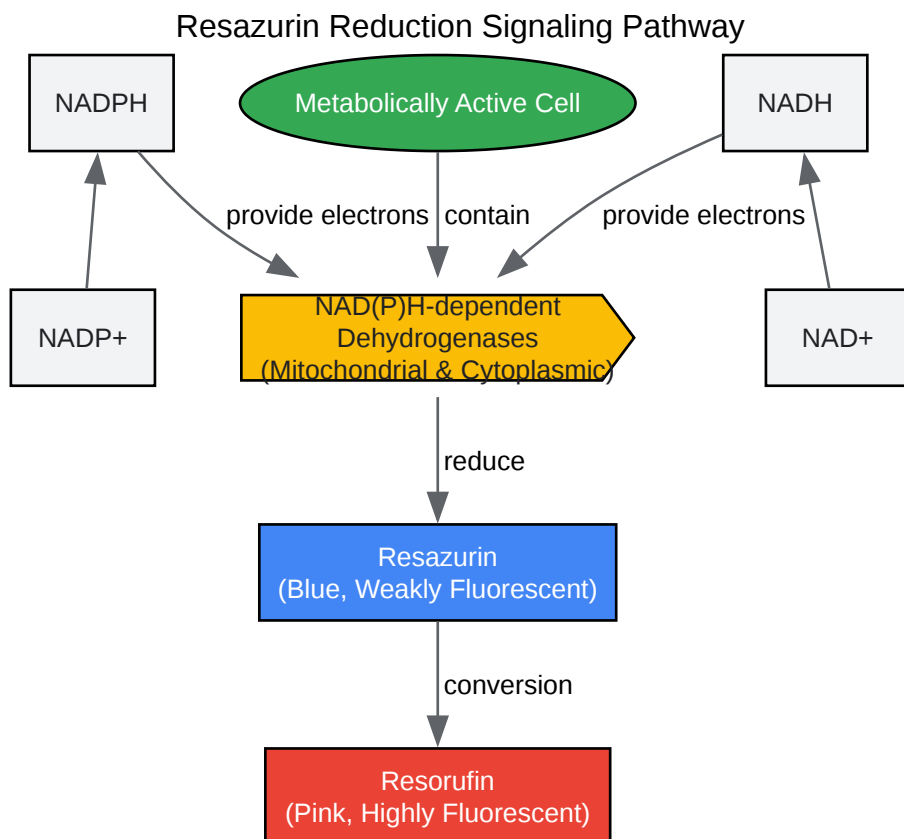 Resazurin Reduction Signaling Pathway
NADPH
Metabolically Active Cell
NADH
provide electrons
contain
provide electrons
NADP+
NAD(P)H-dependent
Dehydrogenases
(Mitochondrial & Cytoplasmic)
NAD+
reduce
Resazurin
(Blue, Weakly Fluorescent)
conversion
Resorufin
(Pink, Highly Fluorescent)